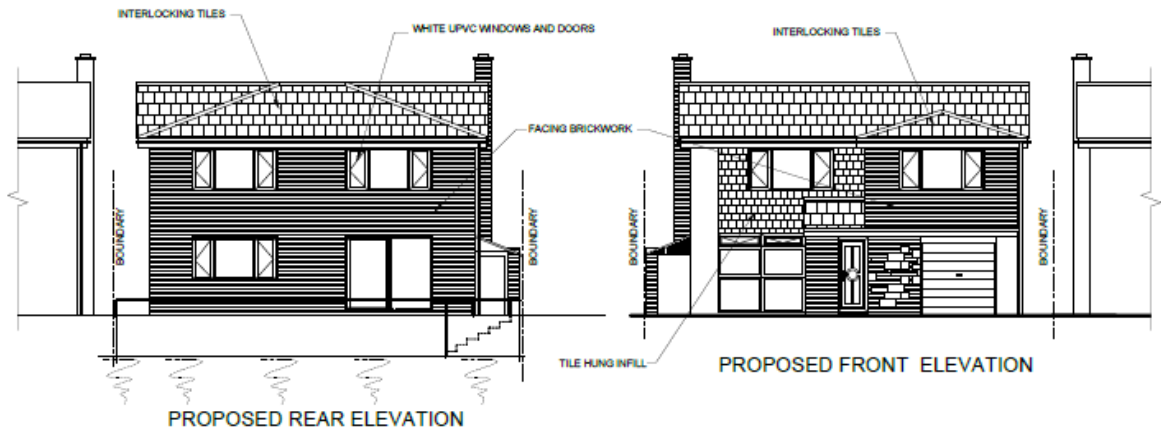 INTERLOCKING TILES
WHITE UPVC WINDOWS AND DOORS
INTERLOCKING TILES
FACING BRICKWORK
BOUNDARY
BOUNDARY
BOUNDARY
BOUNDARY
TILE HUNG INFILL
PROPOSED FRONT ELEVATION
PROPOSED REAR ELEVATION